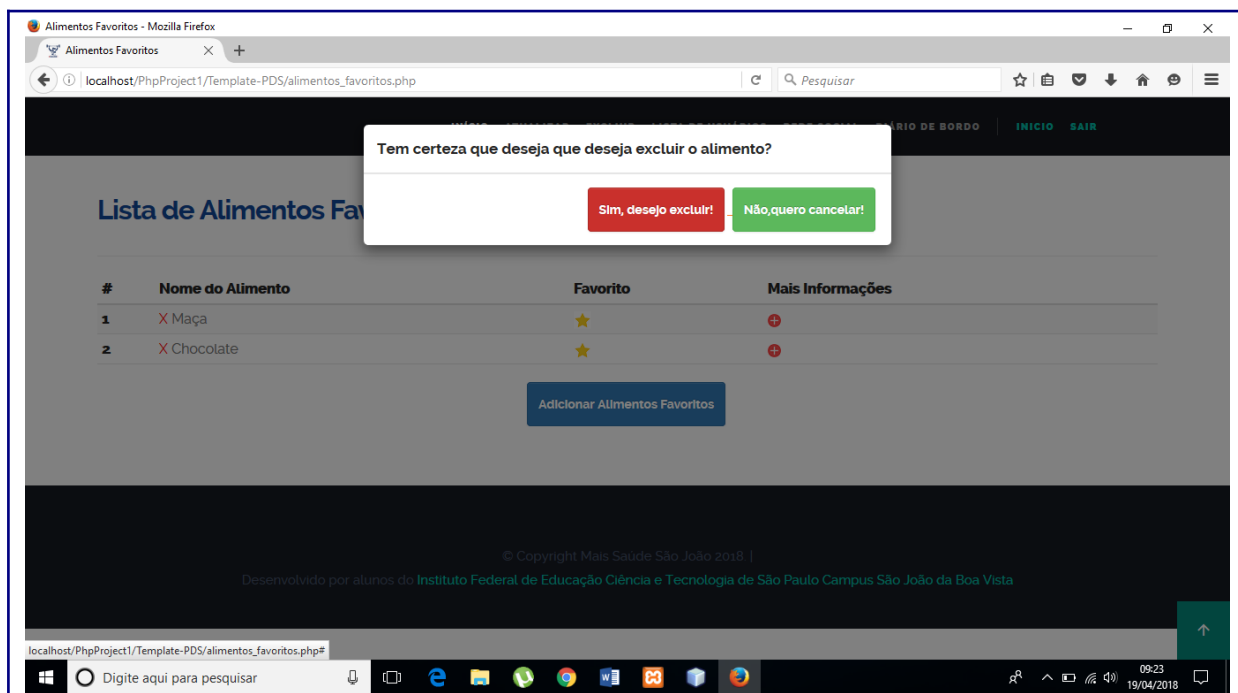 Alimentos Favoritos - Mozilla Firefox
Alimentos Favoritos
localhost/PhpProject1/Template-PDS/alimentos_favoritos.php
Pesquisar
RIO DE BORDO INICIO SAIR
Tem certeza que deseja que deseja excluir o alimento?
Sim, desejo excluir! Não,quero cancelar!
Lista de Alimentos Fav
# Nome do Alimento Favorito Mais Informações
1 X Maça
2 X Chocolate
Adicionar Alimentos Favoritos
© Copyright Mais Saúde São João 2018 |
Desenvolvido por alunos do Instituto Federal de Educação Ciência e Tecnologia de São Paulo Campus São João da Boa Vista
localhost/PhpProject1/Template-PDS/alimentos_favoritos.php#
Digite aqui para pesquisar
09:23
19/04/2018